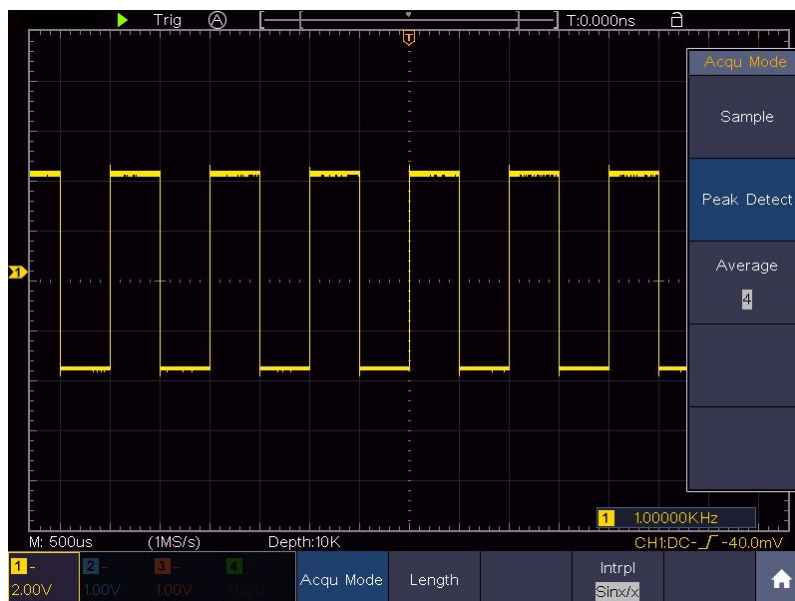 Trig A T:0.000ns
T
Acqu Mode
Sample
Peak Detect
Average
4
1
1 1.00000KHz
M: 500us (1MS/s) Depth:10K CH1:DC- -40.0mV
1 - 2 - 3 - 4 -
2.00V 1.00V 1.00V 1.00V
Acqu Mode Length Intrpl
Sinx/x